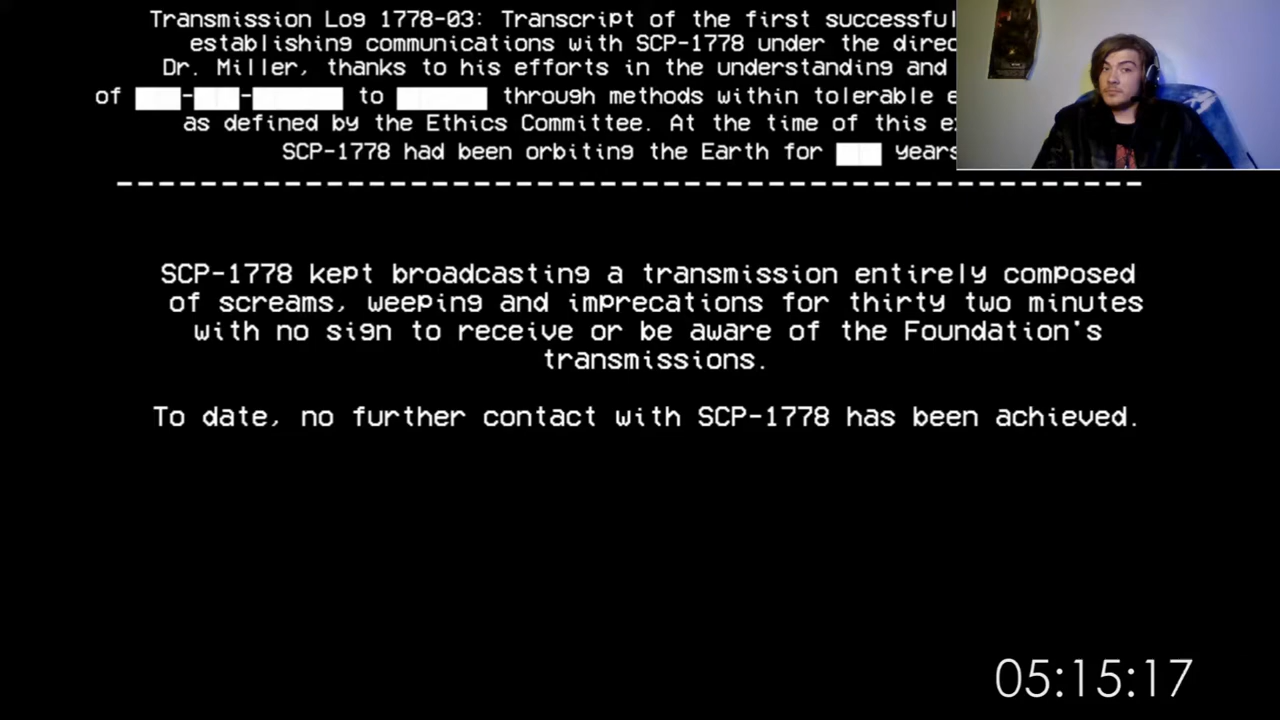 Transmission Log 1778-03: Transcript of the first successful
establishing communications with SCP-1778 under the
Dr. Miller, thanks to his efforts in the understanding and
of ███-███-██████ to ██████ through methods within tolerable
as defined by the Ethics Committee. At the time of this
SCP-1778 had been orbiting the Earth for ███ years
SCP-1778 kept broadcasting a transmission entirely composed
of screams, weeping and imprecations for thirty two minutes
with no sign to receive or be aware of the Foundation's
transmissions.
To date, no further contact with SCP-1778 has been achieved.
05:15:17